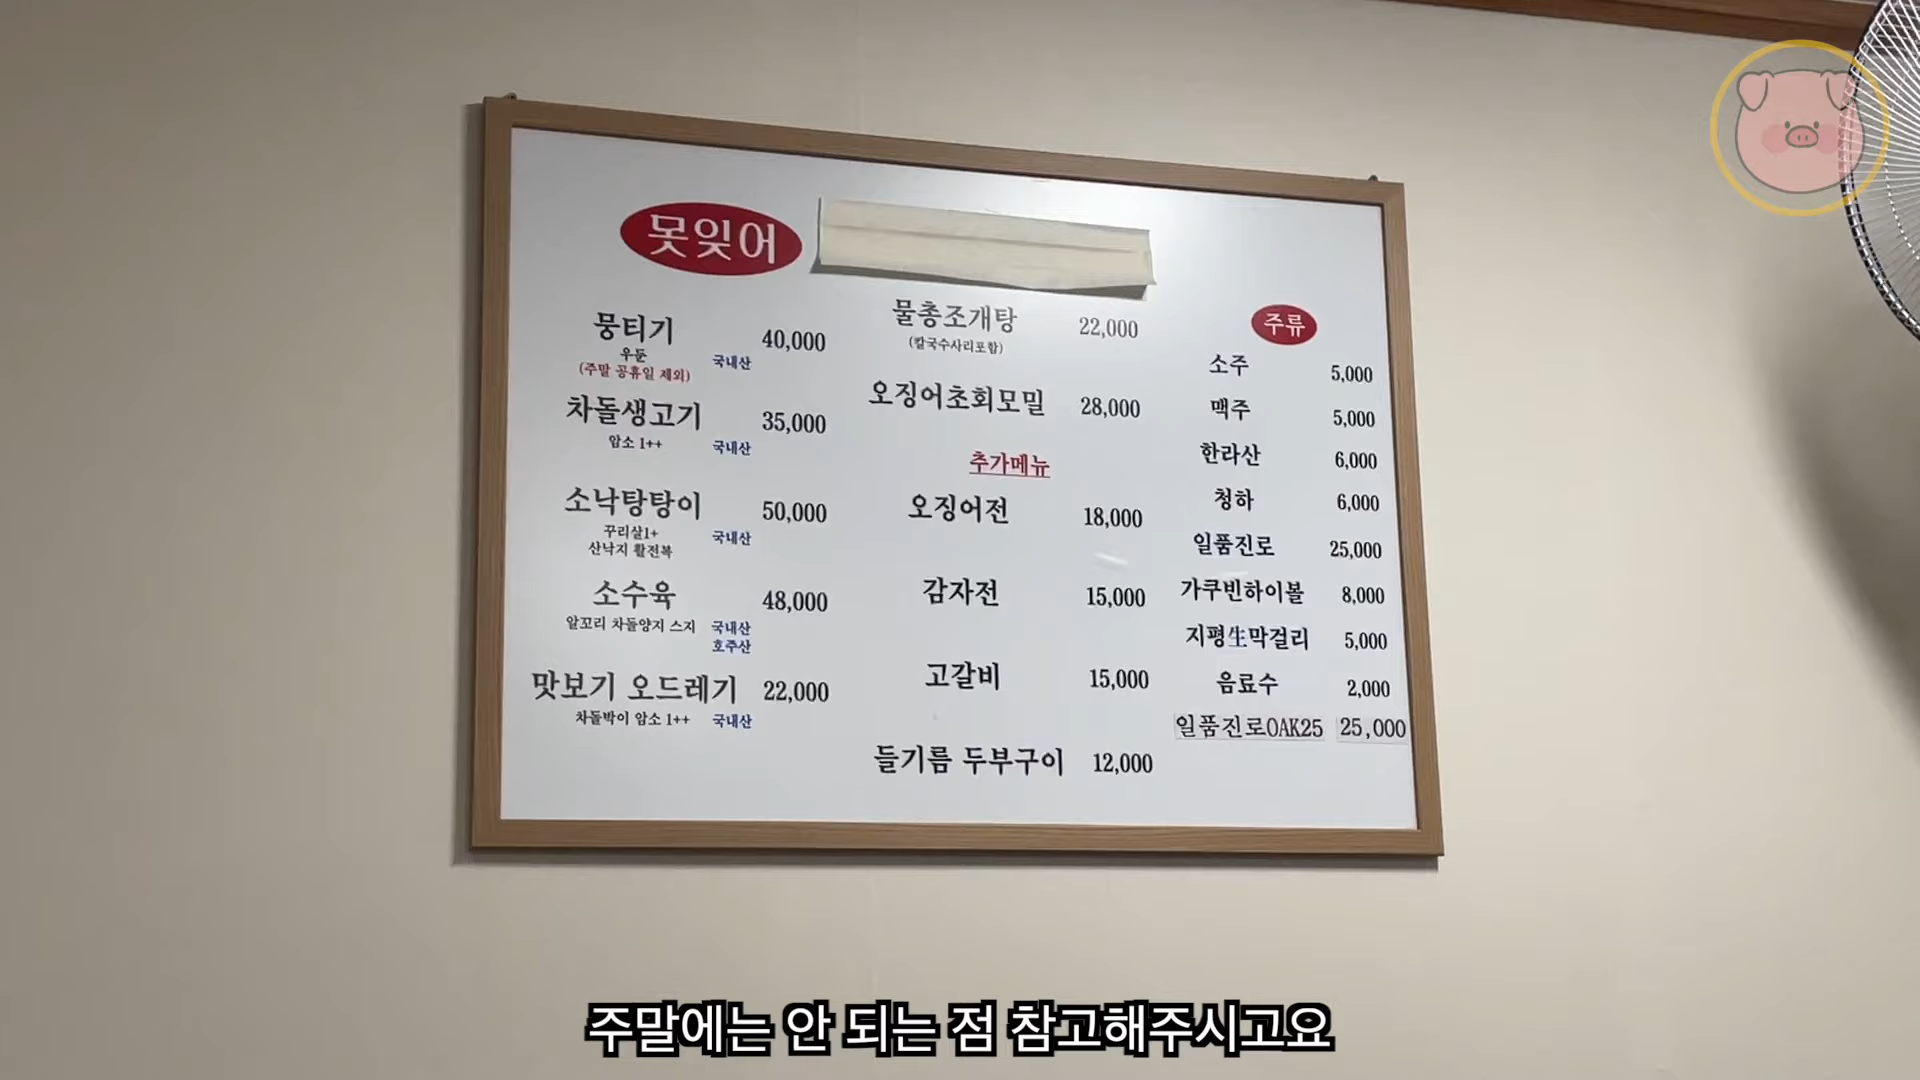 못잊어
뭉티기 40,000
우둔 국내산
(주말 공휴일 제외)
차돌생고기 35,000
암소 1++ 국내산
소낙탕탕이 50,000
꾸리살1+ 국내산
산낙지 활전복
소수육 48,000
알꼬리 차돌양지 스지 국내산
호주산
맛보기 오드레기 22,000
차돌박이 암소 1++ 국내산
물총조개탕 22,000
(칼국수사리포함)
오징어초회모밀 28,000
추가메뉴
오징어전 18,000
감자전 15,000
고갈비 15,000
들기름 두부구이 12,000
주류
소주 5,000
맥주 5,000
한라산 6,000
청하 6,000
일품진로 25,000
가쿠빈하이볼 8,000
지평生막걸리 5,000
음료수 2,000
일품진로OAK25 25,000
주말에는 안 되는 점 참고해주시고요